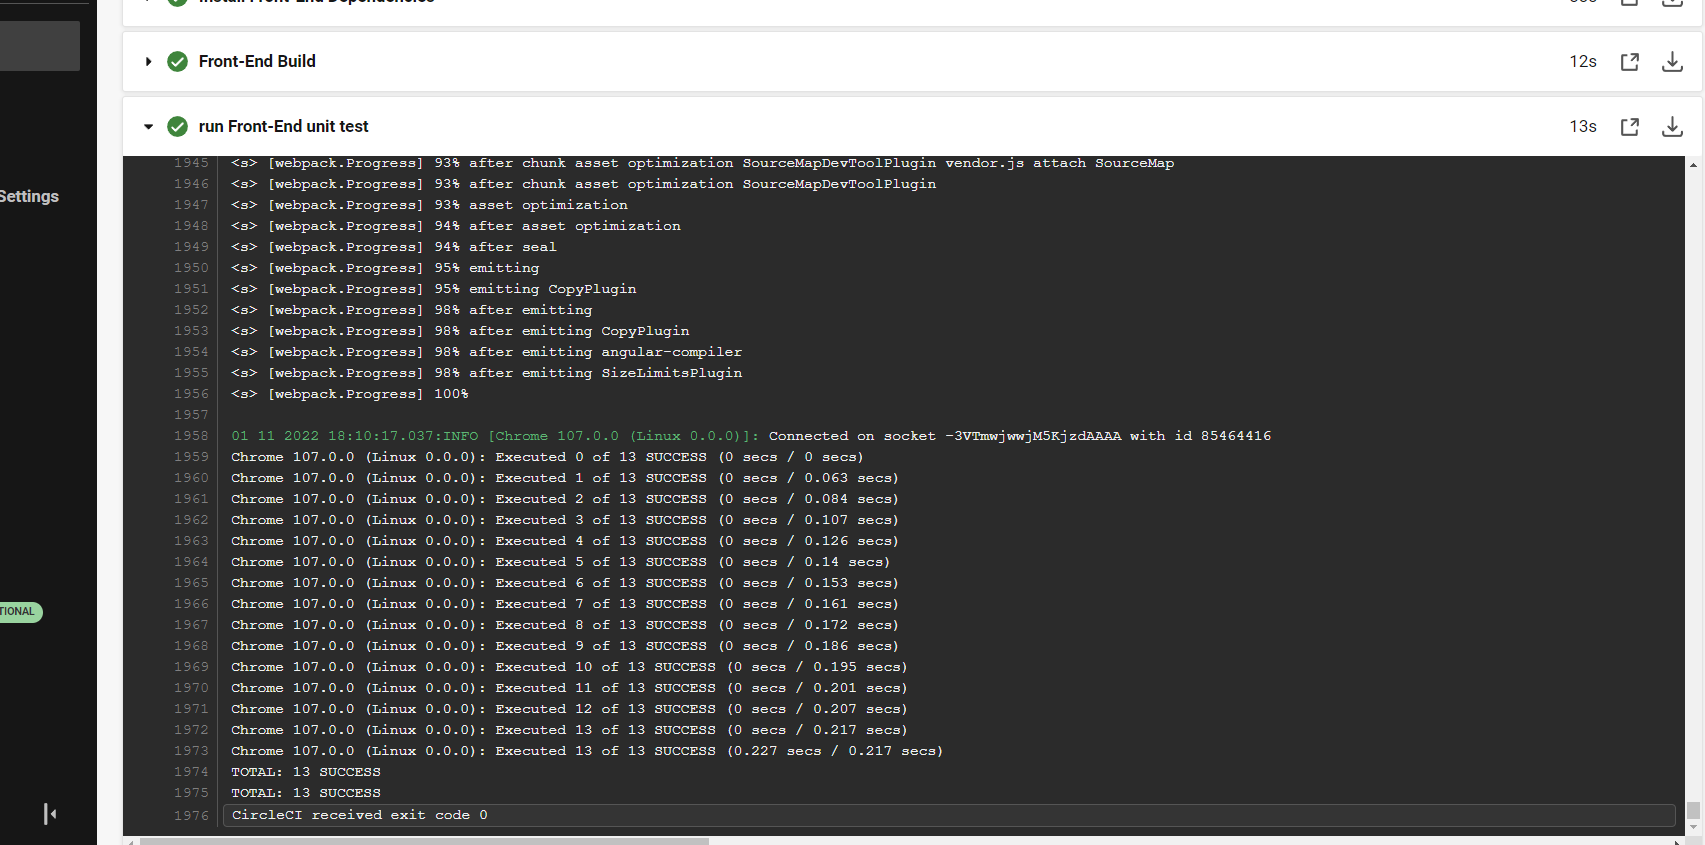 Install Front-End Dependencies
Front-End Build 12s
Settings
run Front-End unit test 13s
1945 <s> [webpack.Progress] 93% after chunk asset optimization SourceMapDevToolPlugin vendor.js attach SourceMap
1946 <s> [webpack.Progress] 93% after chunk asset optimization SourceMapDevToolPlugin
1947 <s> [webpack.Progress] 93% asset optimization
1948 <s> [webpack.Progress] 94% after asset optimization
1949 <s> [webpack.Progress] 94% after seal
1950 <s> [webpack.Progress] 95% emitting
1951 <s> [webpack.Progress] 95% emitting CopyPlugin
1952 <s> [webpack.Progress] 98% after emitting
1953 <s> [webpack.Progress] 98% after emitting CopyPlugin
1954 <s> [webpack.Progress] 98% after emitting angular-compiler
1955 <s> [webpack.Progress] 98% after emitting SizeLimitsPlugin
1956 <s> [webpack.Progress] 100%
1957
1958 01 11 2022 18:10:17.037:INFO [Chrome 107.0.0 (Linux 0.0.0)]: Connected on socket -3VTmwjwwjM5KjzdAAAA with id 85464416
1959 Chrome 107.0.0 (Linux 0.0.0): Executed 0 of 13 SUCCESS (0 secs / 0 secs)
1960 Chrome 107.0.0 (Linux 0.0.0): Executed 1 of 13 SUCCESS (0 secs / 0.063 secs)
1961 Chrome 107.0.0 (Linux 0.0.0): Executed 2 of 13 SUCCESS (0 secs / 0.084 secs)
1962 Chrome 107.0.0 (Linux 0.0.0): Executed 3 of 13 SUCCESS (0 secs / 0.107 secs)
1963 Chrome 107.0.0 (Linux 0.0.0): Executed 4 of 13 SUCCESS (0 secs / 0.126 secs)
1964 Chrome 107.0.0 (Linux 0.0.0): Executed 5 of 13 SUCCESS (0 secs / 0.14 secs)
1965 Chrome 107.0.0 (Linux 0.0.0): Executed 6 of 13 SUCCESS (0 secs / 0.153 secs)
1966 Chrome 107.0.0 (Linux 0.0.0): Executed 7 of 13 SUCCESS (0 secs / 0.161 secs)
TIONAL
1967 Chrome 107.0.0 (Linux 0.0.0): Executed 8 of 13 SUCCESS (0 secs / 0.172 secs)
1968 Chrome 107.0.0 (Linux 0.0.0): Executed 9 of 13 SUCCESS (0 secs / 0.186 secs)
1969 Chrome 107.0.0 (Linux 0.0.0): Executed 10 of 13 SUCCESS (0 secs / 0.195 secs)
1970 Chrome 107.0.0 (Linux 0.0.0): Executed 11 of 13 SUCCESS (0 secs / 0.201 secs)
1971 Chrome 107.0.0 (Linux 0.0.0): Executed 12 of 13 SUCCESS (0 secs / 0.207 secs)
1972 Chrome 107.0.0 (Linux 0.0.0): Executed 13 of 13 SUCCESS (0 secs / 0.217 secs)
1973 Chrome 107.0.0 (Linux 0.0.0): Executed 13 of 13 SUCCESS (0.227 secs / 0.217 secs)
1974 TOTAL: 13 SUCCESS
1975 TOTAL: 13 SUCCESS
1976 CircleCI received exit code 0